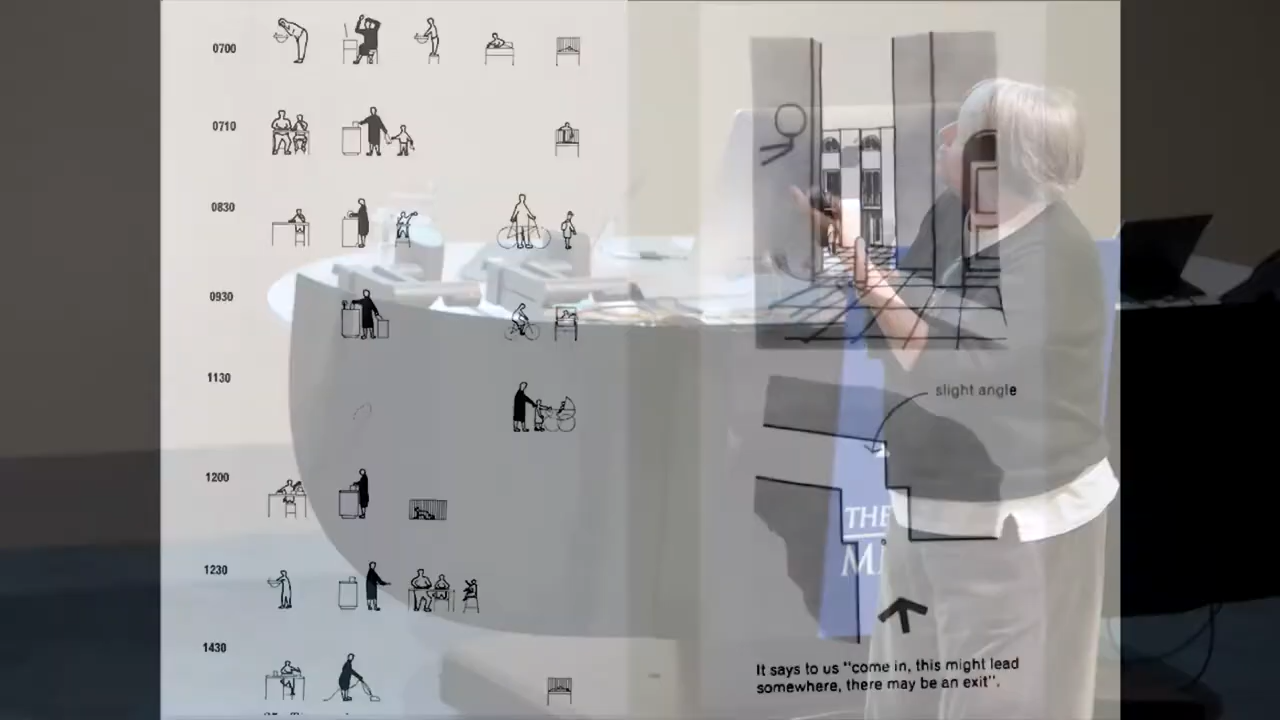 0700
0710
0830
0930
1130
1200
1230
1430
slight angle
THE
It says to us "come in, this might lead
somewhere, there may be an exit".